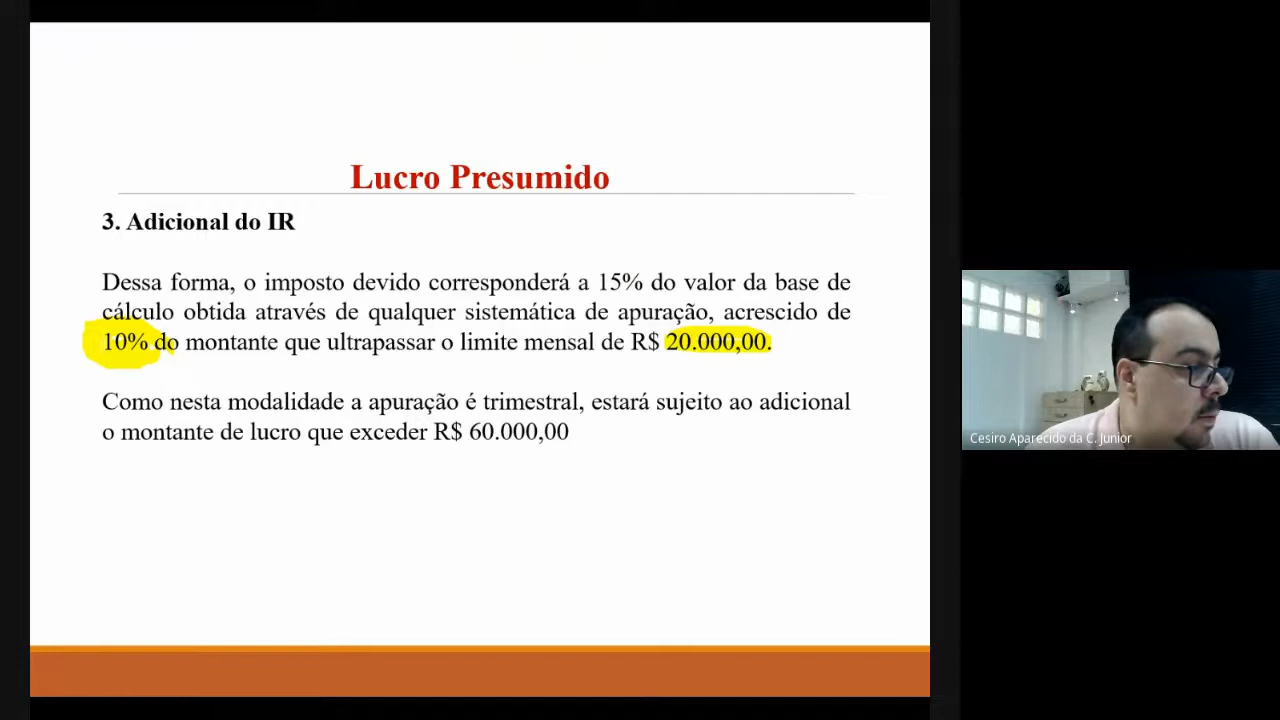 Lucro Presumido
3. Adicional do IR
Dessa forma, o imposto devido corresponderá a 15% do valor da base de
cálculo obtida através de qualquer sistemática de apuração, acrescido de
10% do montante que ultrapassar o limite mensal de R$ 20.000,00.
Como nesta modalidade a apuração é trimestral, estará sujeito ao adicional
o montante de lucro que exceder R$ 60.000,00
Cesiro Aparecido da C. Junior